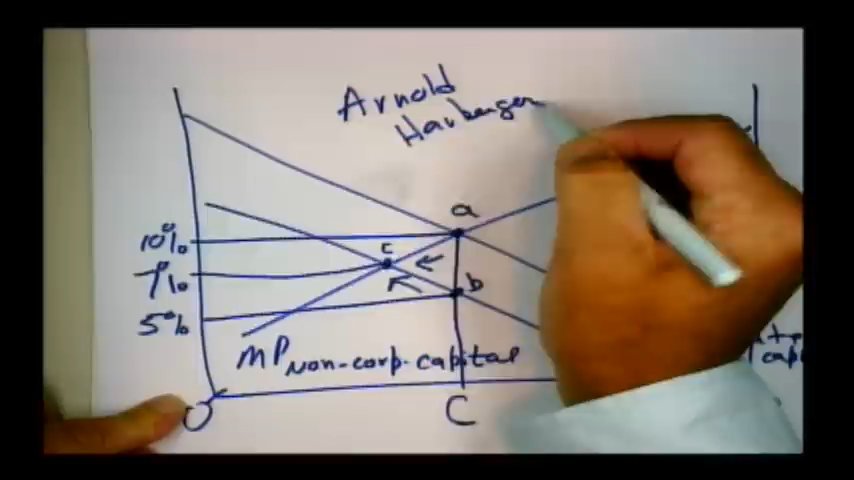 Arnold
Harberger
a
10%
c
7%
b
5%
MP non-corp. capital
O
C